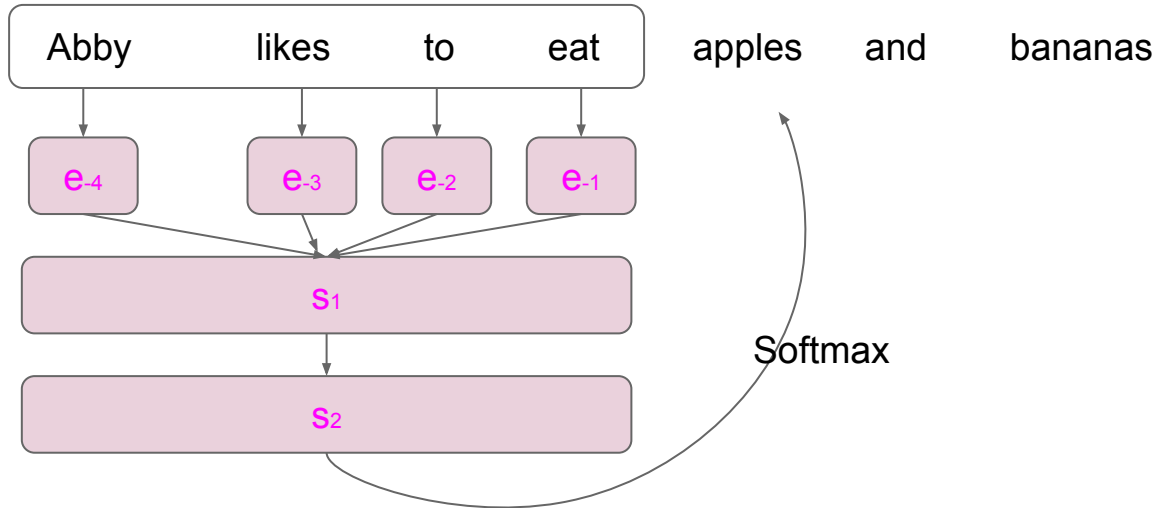 Abby likes to eat apples and bananas
e-4 e-3 e-2 e-1
s1
Softmax
s2